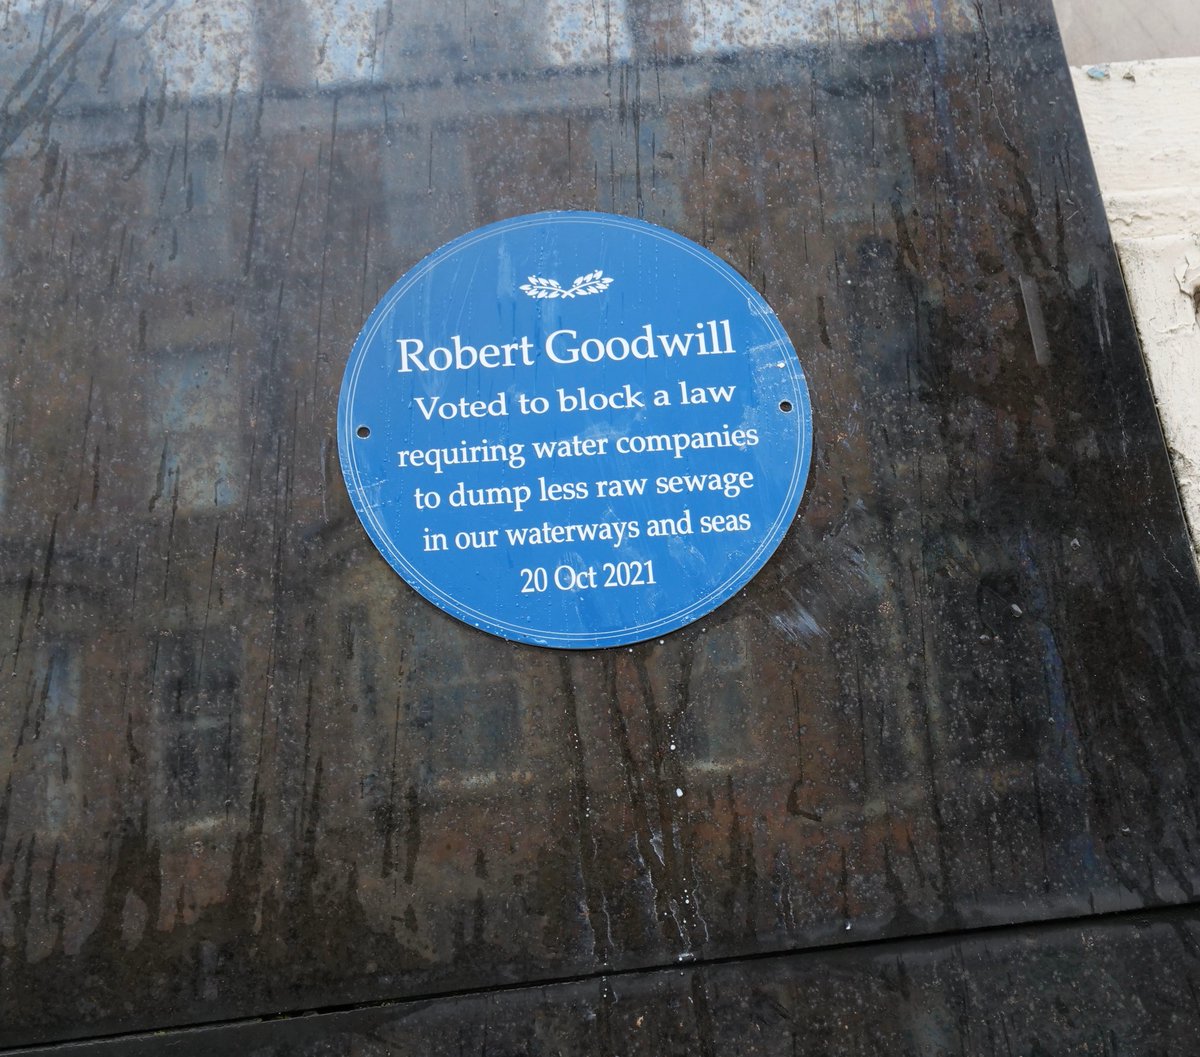 Robert Goodwill
Voted to block a law
requiring water companies
to dump less raw sewage
in our waterways and seas
20 Oct 2021